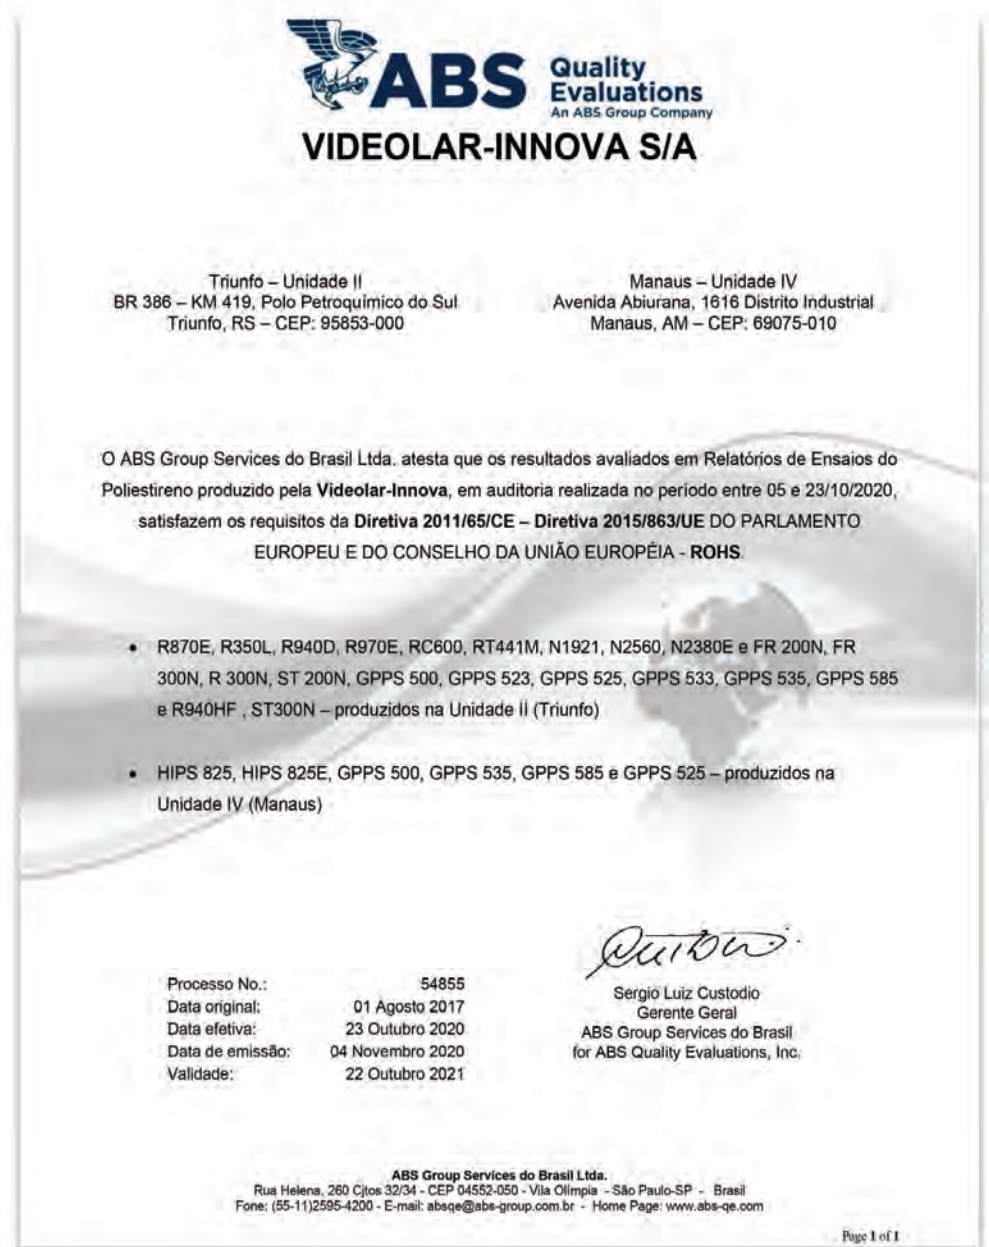 ABS Quality
Evaluations
An ABS Group Company
VIDEOLAR-INNOVA S/A
Triunfo – Unidade II
BR 386 – KM 419, Polo Petroquímico do Sul
Triunfo, RS – CEP: 95853-000
Manaus – Unidade IV
Avenida Abiurana, 1616 Distrito Industrial
Manaus, AM – CEP: 69075-010
O ABS Group Services do Brasil Ltda. atesta que os resultados avaliados em Relatórios de Ensaios do
Poliestireno produzido pela Videolar-Innova, em auditoria realizada no período entre 05 e 23/10/2020,
satisfazem os requisitos da Diretiva 2011/65/CE – Diretiva 2015/863/UE DO PARLAMENTO
EUROPEU E DO CONSELHO DA UNIÃO EUROPÉIA - ROHS.
• R870E, R350L, R940D, R970E, RC600, RT441M, N1921, N2560, N2380E e FR 200N, FR
300N, R 300N, ST 200N, GPPS 500, GPPS 523, GPPS 525, GPPS 533, GPPS 535, GPPS 585
e R940HF , ST300N – produzidos na Unidade II (Triunfo)
• HIPS 825, HIPS 825E, GPPS 500, GPPS 535, GPPS 585 e GPPS 525 – produzidos na
Unidade IV (Manaus)
Processo No.: 54855
Data original: 01 Agosto 2017
Data efetiva: 23 Outubro 2020
Data de emissão: 04 Novembro 2020
Validade: 22 Outubro 2021
Sergio Luiz Custodio
Gerente Geral
ABS Group Services do Brasil
for ABS Quality Evaluations, Inc.
ABS Group Services do Brasil Ltda.
Rua Helena, 260 Cjtos 32/34 - CEP 04552-050 - Vila Olímpia - São Paulo-SP - Brasil
Fone: (55-11)2595-4200 - E-mail: absqe@abs-group.com.br - Home Page: www.abs-qe.com
Page 1 of 1